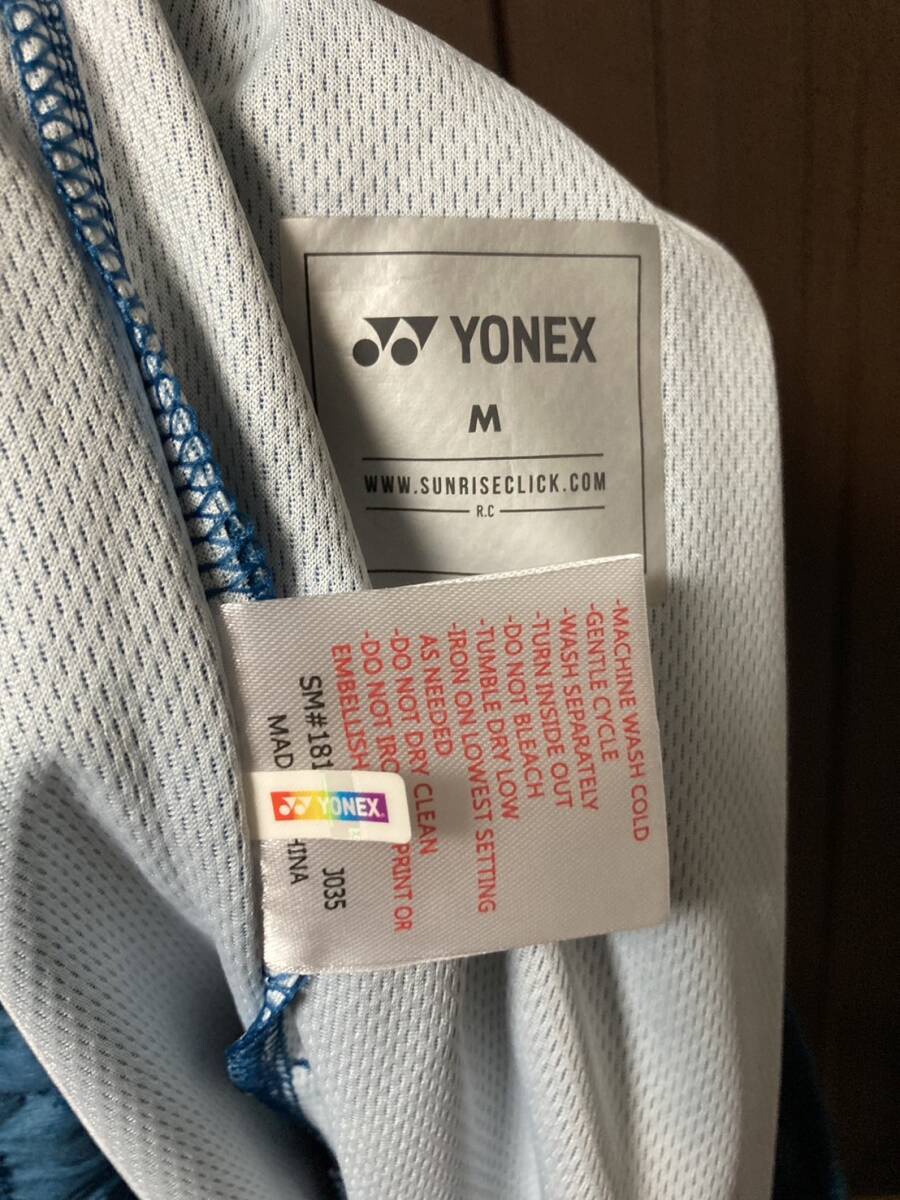 YONEX
M
WWW.SUNRISECLICK.COM
R.C
-MACHINE WASH COLD
-GENTLE CYCLE
-WASH SEPARATELY
-TURN INSIDE OUT
-DO NOT BLEACH
-TUMBLE DRY LOW
-IRON ON LOWEST SETTING
AS NEEDED
-DO NOT DRY CLEAN
-DO NOT PRINT OR
EMBELLISH
SM#181 J035
YONEX